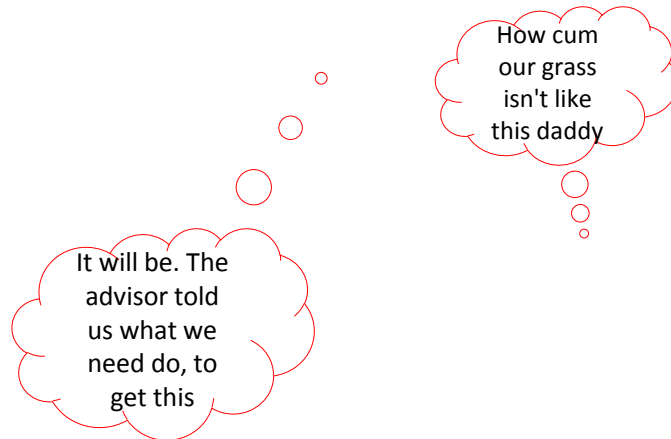 How cum
our grass
isn't like
this daddy
It will be. The
advisor told
us what we
need do, to
get this